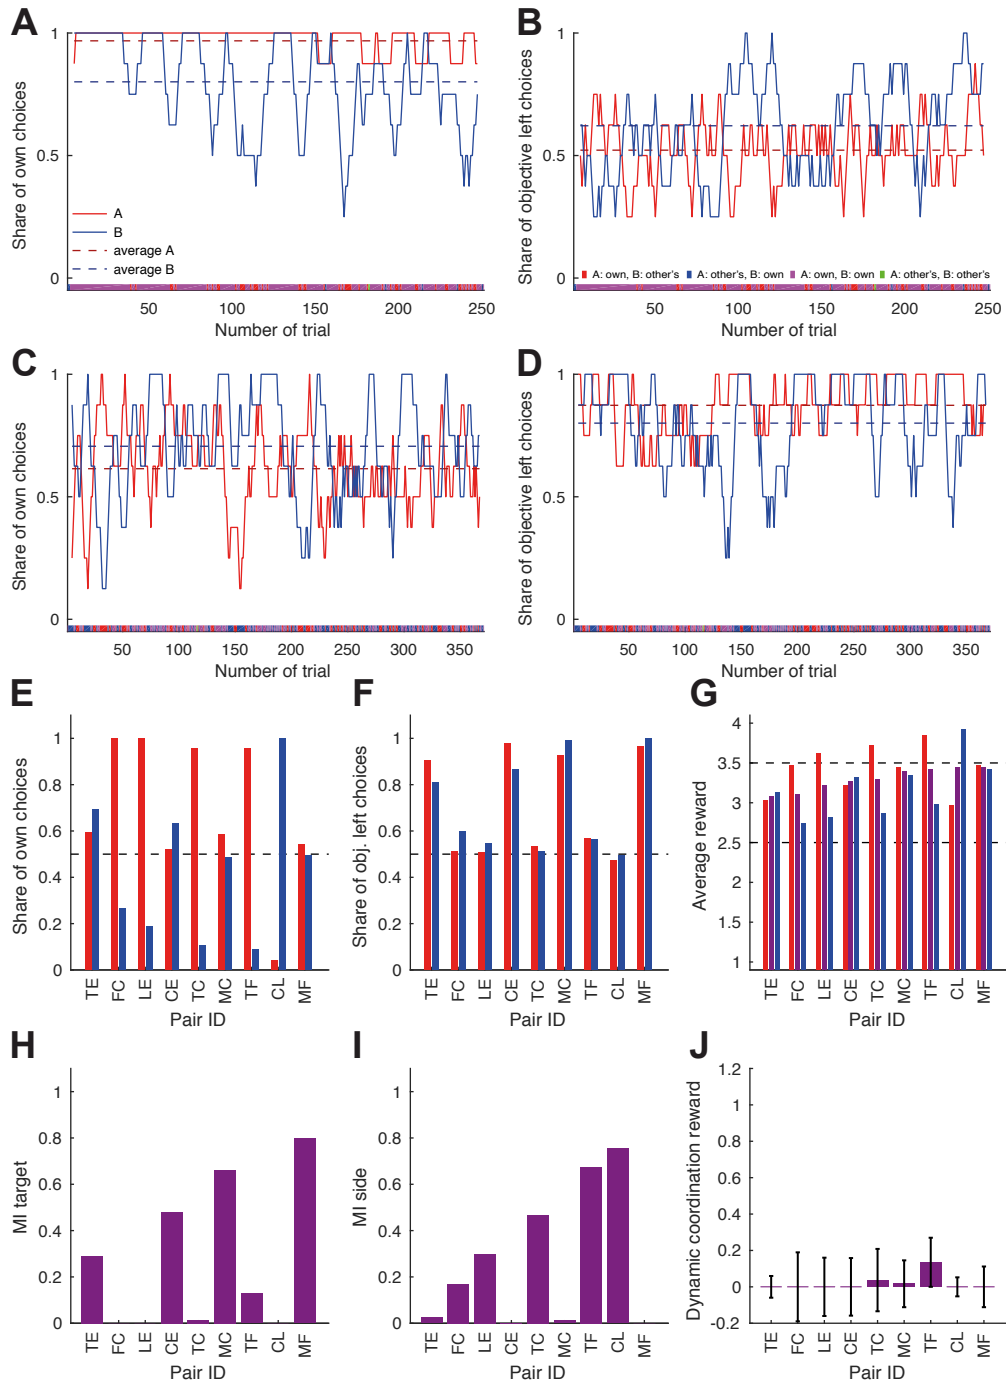 A
B
Share of own choices
1
0.5
0
A
B
average A
average B
50
100
150
200
250
Number of trial
Share of objective left choices
1
0.5
0
A: own, B: other's
A: other's, B: own
A: own, B: own
A: other's, B: other's
50
100
150
200
250
Number of trial
C
D
Share of own choices
1
0.5
0
50
100
150
200
250
300
350
Number of trial
Share of objective left choices
1
0.5
0
50
100
150
200
250
300
350
Number of trial
E
F
G
Share of own choices
1
0.8
0.6
0.4
0.2
0
TE
FC
LE
CE
TC
MC
TF
CL
MF
Pair ID
Share of obj. left choices
1
0.8
0.6
0.4
0.2
0
TE
FC
LE
CE
TC
MC
TF
CL
MF
Pair ID
Average reward
4
3.5
3
2.5
2
1.5
1
TE
FC
LE
CE
TC
MC
TF
CL
MF
Pair ID
H
I
J
MI target
1
0.8
0.6
0.4
0.2
0
TE
FC
LE
CE
TC
MC
TF
CL
MF
Pair ID
MI side
1
0.8
0.6
0.4
0.2
0
TE
FC
LE
CE
TC
MC
TF
CL
MF
Pair ID
Dynamic coordination reward
1.2
1
0.8
0.6
0.4
0.2
0
-0.2
TE
FC
LE
CE
TC
MC
TF
CL
MF
Pair ID